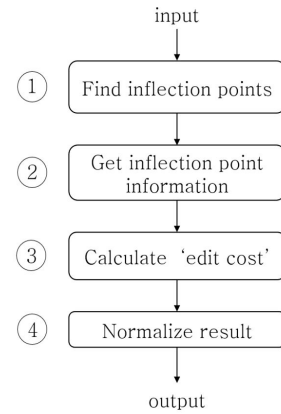 input
① Find inflection points
② Get inflection point
information
③ Calculate ‘edit cost’
④ Normalize result
output